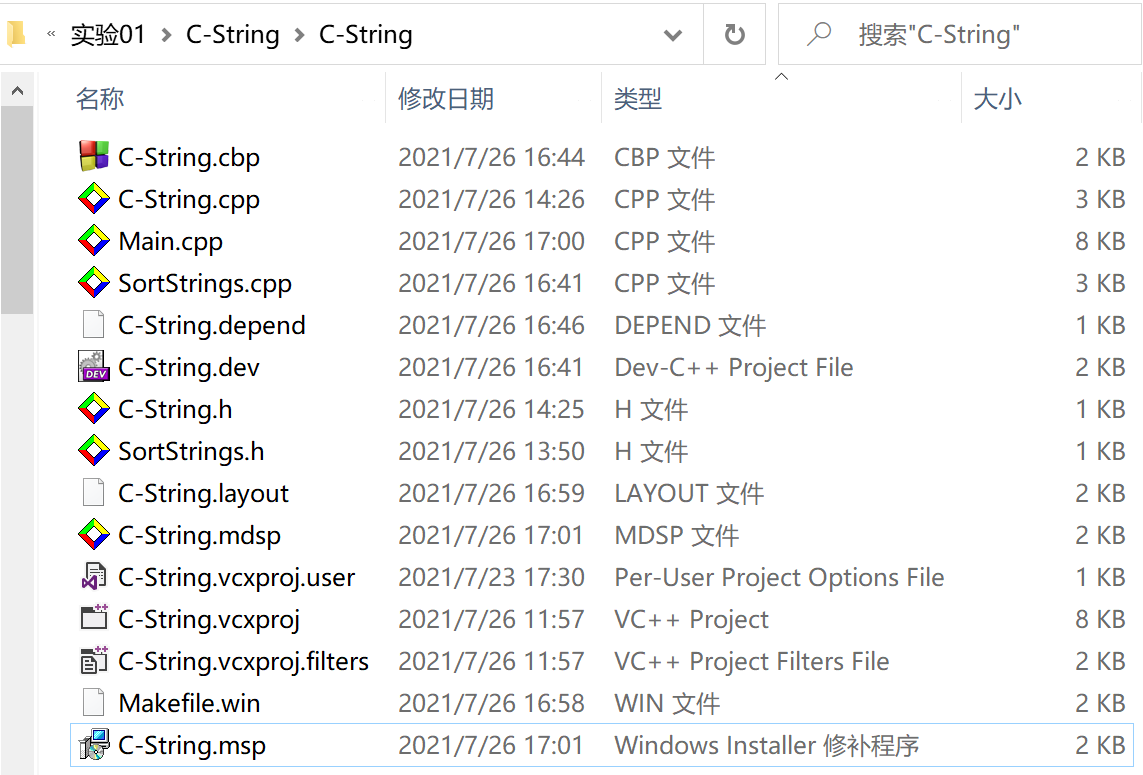 « 实验01 > C-String > C-String 搜索"C-String"
名称 修改日期 类型 大小
C-String.cbp 2021/7/26 16:44 CBP 文件 2 KB
C-String.cpp 2021/7/26 14:26 CPP 文件 3 KB
Main.cpp 2021/7/26 17:00 CPP 文件 8 KB
SortStrings.cpp 2021/7/26 16:41 CPP 文件 3 KB
C-String.depend 2021/7/26 16:46 DEPEND 文件 1 KB
DEV C-String.dev 2021/7/26 16:41 Dev-C++ Project File 2 KB
C-String.h 2021/7/26 14:25 H 文件 1 KB
SortStrings.h 2021/7/26 13:50 H 文件 1 KB
C-String.layout 2021/7/26 16:59 LAYOUT 文件 2 KB
C-String.mdsp 2021/7/26 17:01 MDSP 文件 2 KB
C-String.vcxproj.user 2021/7/23 17:30 Per-User Project Options File 1 KB
C-String.vcxproj 2021/7/26 11:57 VC++ Project 8 KB
C-String.vcxproj.filters 2021/7/26 11:57 VC++ Project Filters File 2 KB
Makefile.win 2021/7/26 16:58 WIN 文件 2 KB
C-String.msp 2021/7/26 17:01 Windows Installer 修补程序 2 KB